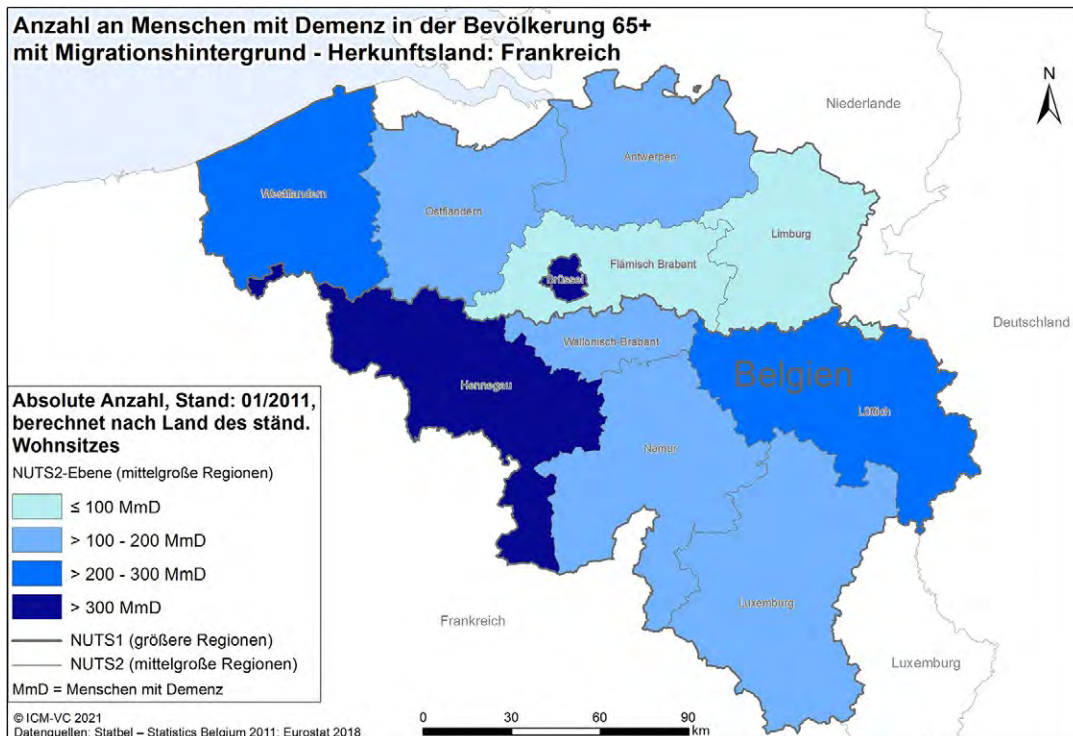 Anzahl an Menschen mit Demenz in der Bevölkerung 65+
mit Migrationshintergrund - Herkunftsland: Frankreich
N
Niederlande
Antwerpen
Westflandern
Ostflandern
Limburg
Flämisch Brabant
Brüssel
Deutschland
Wallonisch-Brabant
Belgien
Hennegau
Lüttich
Namur
Luxemburg
Frankreich
Luxemburg
Absolute Anzahl, Stand: 01/2011,
berechnet nach Land des ständ.
Wohnsitzes
NUTS2-Ebene (mittelgroße Regionen)
≤ 100 MmD
> 100 - 200 MmD
> 200 - 300 MmD
> 300 MmD
NUTS1 (größere Regionen)
NUTS2 (mittelgroße Regionen)
MmD = Menschen mit Demenz
© ICM-VC 2021
Datenquellen: Statbel – Statistics Belgium 2011; Eurostat 2018
0 30 60 90
km